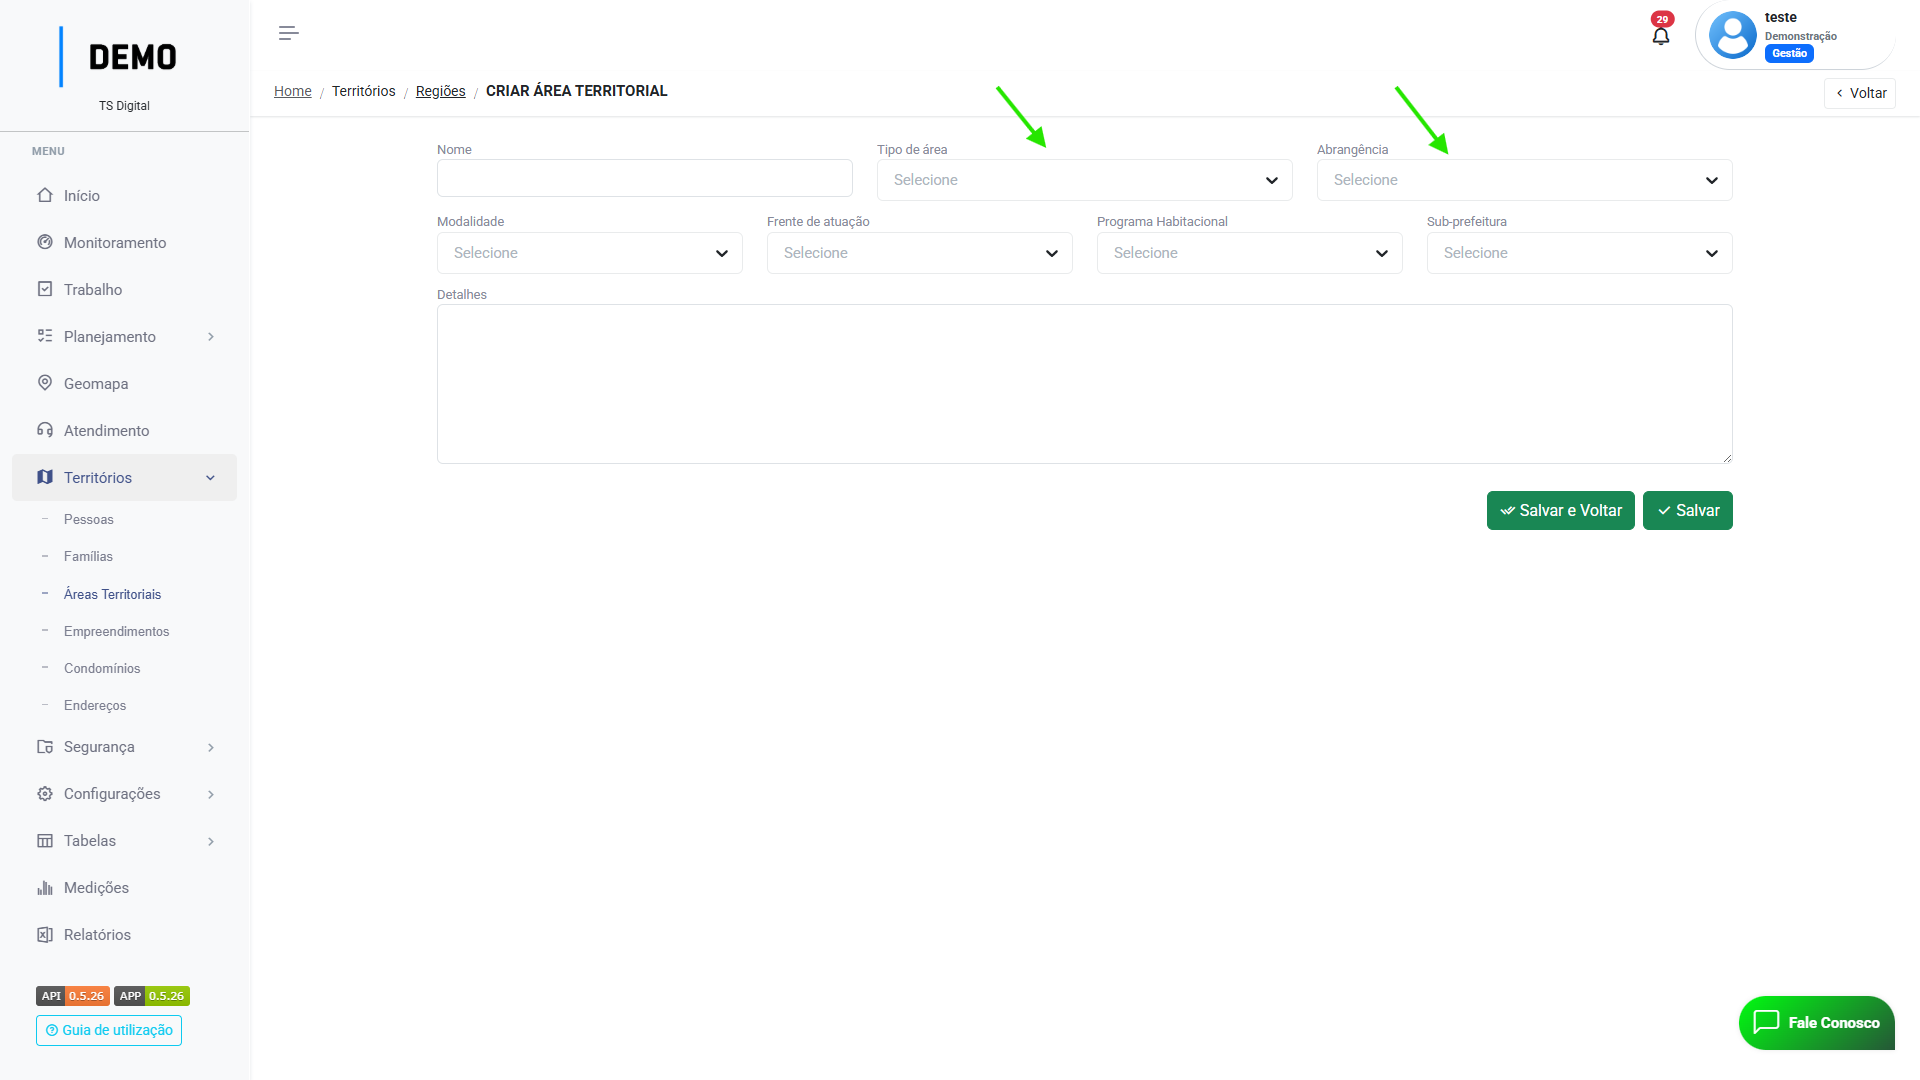 DEMO
TS Digital
MENU
Início
Monitoramento
Trabalho
Planejamento
Geomapa
Atendimento
Territórios
Pessoas
Famílias
Áreas Territoriais
Empreendimentos
Condomínios
Endereços
Segurança
Configurações
Tabelas
Medições
Relatórios
API 0.5.26 APP 0.5.26
Guia de utilização
29
teste
Demonstração
Gestão
Home / Territórios / Regiões / CRIAR ÁREA TERRITORIAL
Voltar
Nome
Tipo de área
Selecione
Abrangência
Selecione
Modalidade
Selecione
Frente de atuação
Selecione
Programa Habitacional
Selecione
Sub-prefeitura
Selecione
Detalhes
Salvar e Voltar
Salvar
Fale Conosco